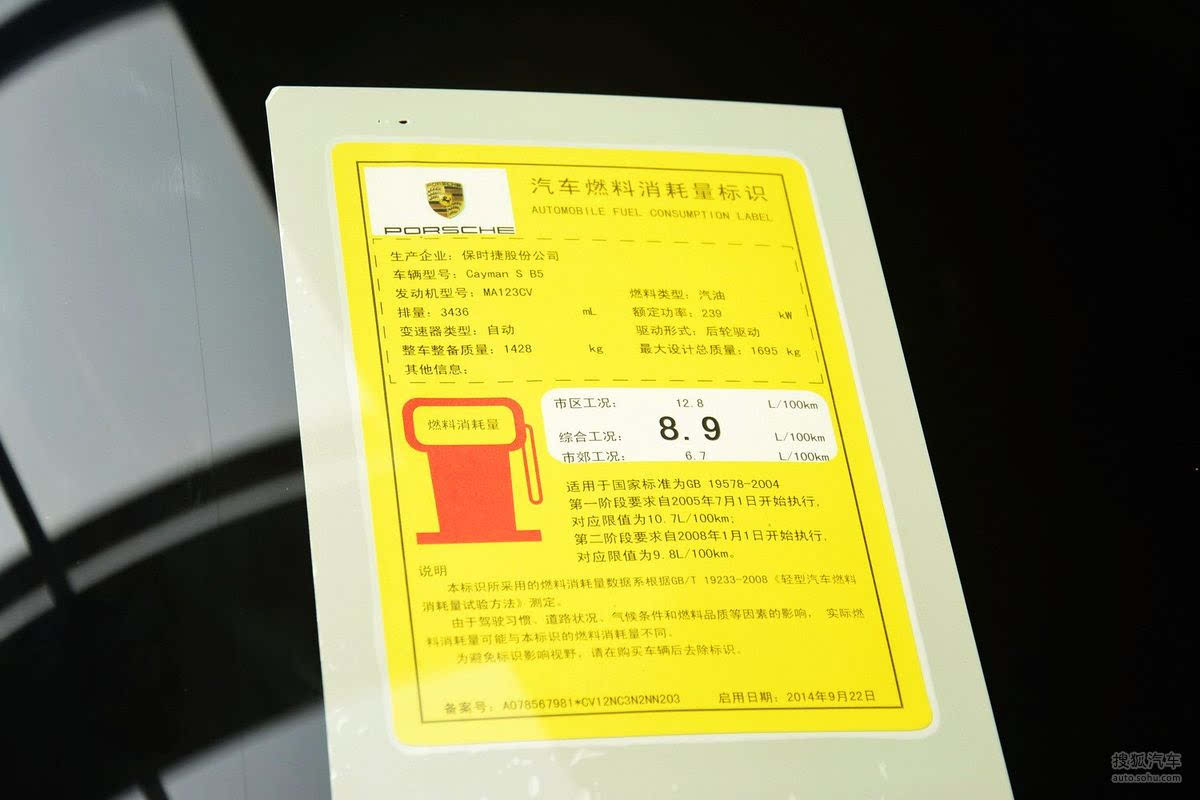 汽车燃料消耗量标识
AUTOMOBILE FUEL CONSUMPTION LABEL
PORSCHE
生产企业: 保时捷股份公司
车辆型号: Cayman S B5
发动机型号: MA123CV 燃料类型: 汽油
排量: 3436 mL 额定功率: 239 kW
变速器类型: 自动 驱动形式: 后轮驱动
整车整备质量: 1428 kg 最大设计总质量: 1695 kg
其他信息:
燃料消耗量
市区工况: 12.8 L/100km
综合工况: 8.9 L/100km
市郊工况: 6.7 L/100km
适用于国家标准为GB 19578-2004
第一阶段要求自2005年7月1日开始执行,
对应限值为10.7L/100km;
第二阶段要求自2008年1月1日开始执行,
对应限值为9.8L/100km。
说明
本标识所采用的燃料消耗量数据系根据GB/T 19233-2008《轻型汽车燃料
消耗量试验方法》测定。
由于驾驶习惯、道路状况、气候条件和燃料品质等因素的影响, 实际燃
料消耗量可能与本标识的燃料消耗量不同。
为避免标识影响视野, 请在购买车辆后去除标识。
备案号: A078567981*CV12NC3N2NN203 启用日期: 2014年9月22日
搜狐汽车
auto.sohu.com